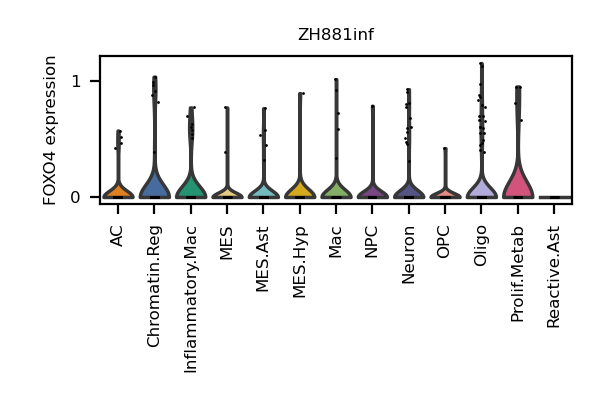 ZH881inf
FOXO4 expression
1
0
AC
Chromatin.Reg
Inflammatory.Mac
MES
MES.Ast
MES.Hyp
Mac
NPC
Neuron
OPC
Oligo
Prolif.Metab
Reactive.Ast